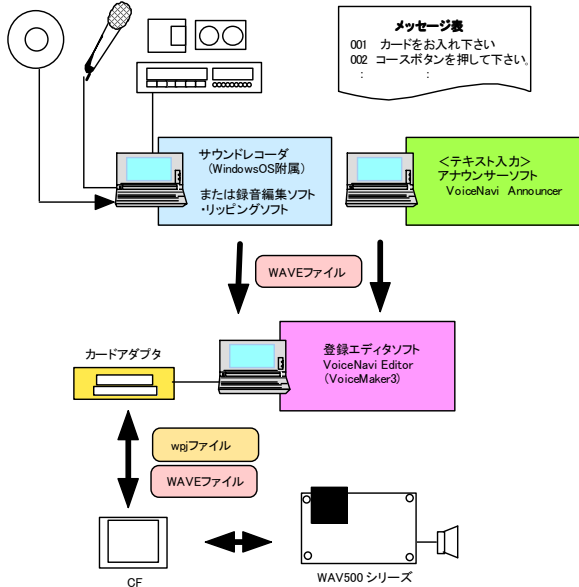 メッセージ表
001 カードをお入れ下さい
002 コースボタンを押して下さい。
: :
サウンドレコーダ
(WindowsOS附属)
または録音編集ソフト
・リッピングソフト
＜テキスト入力＞
アナウンサーソフト
VoiceNavi Announcer
WAVEファイル
カードアダプタ
登録エディタソフト
VoiceNavi Editor
(VoiceMaker3)
wpjファイル
WAVEファイル
CF
WAV500 シリーズ